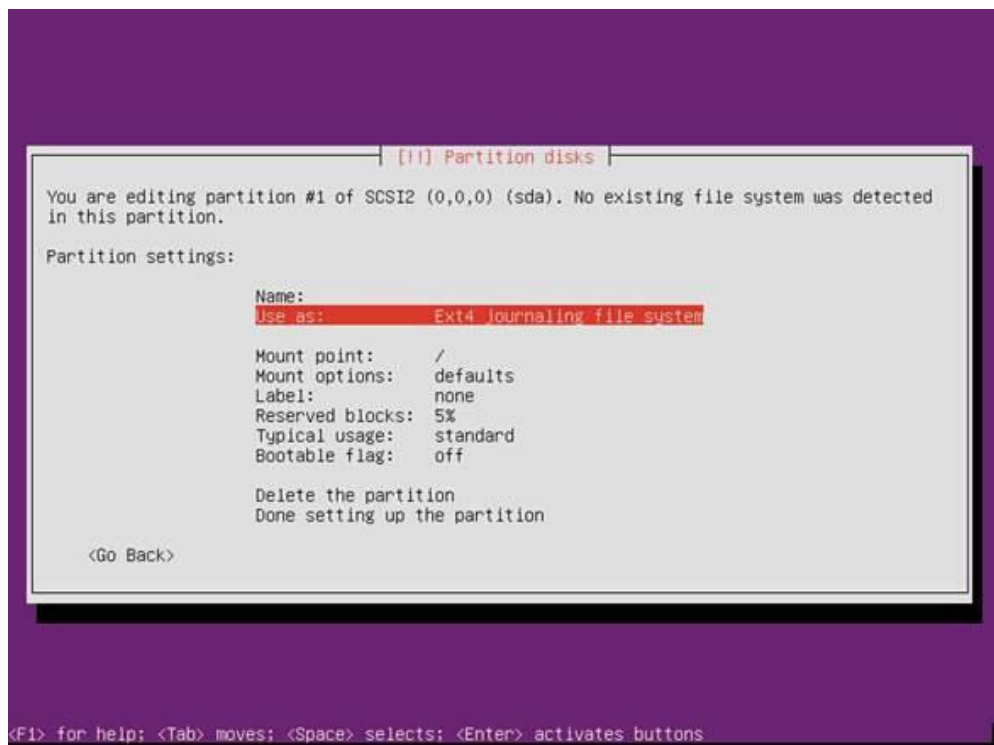 [!!] Partition disks
You are editing partition #1 of SCSI2 (0,0,0) (sda). No existing file system was detected
in this partition.
Partition settings:
Name:
Use as: Ext4 journaling file system
Mount point: /
Mount options: defaults
Label: none
Reserved blocks: 5%
Typical usage: standard
Bootable flag: off
Delete the partition
Done setting up the partition
<Go Back>
<F1> for help; <Tab> moves; <Space> selects; <Enter> activates buttons